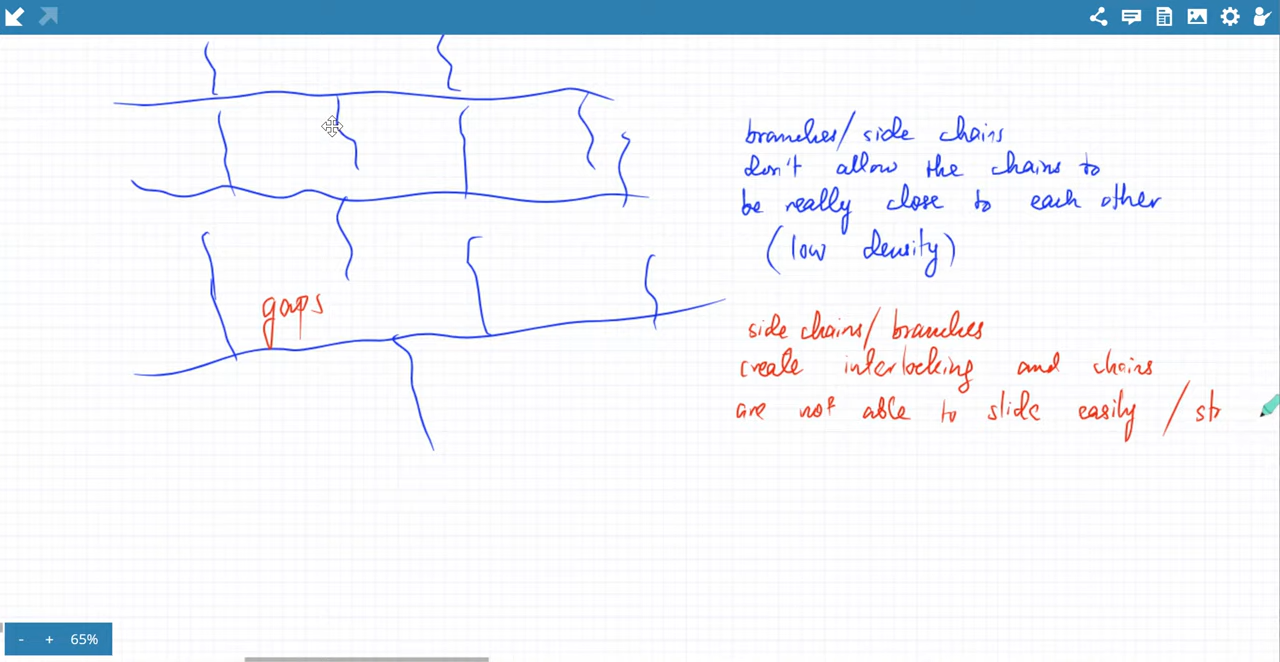 branches/ side chains
don't allow the chains to
be really close to each other
(low density)
gaps
side chains/ branches
create interlocking and chains
are not able to slide easily / str
- + 65%